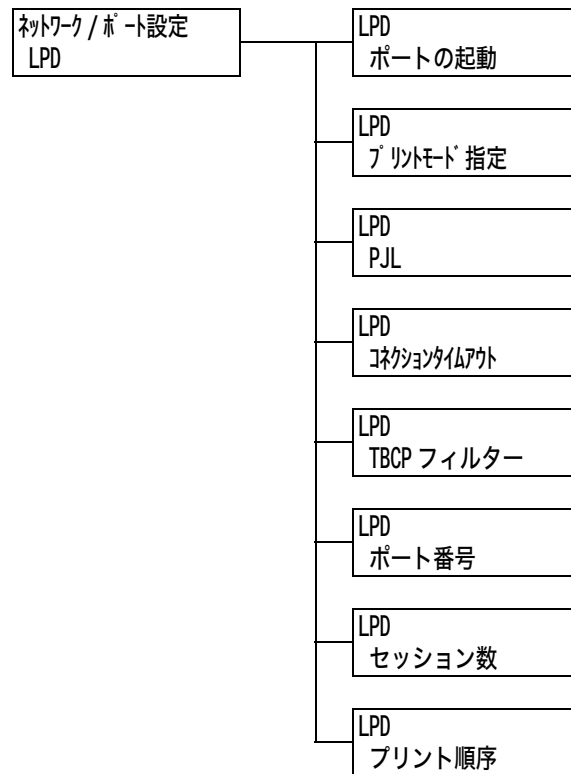 ﾈｯﾄﾜｰｸ / ﾎﾟｰﾄ設定
LPD
LPD
ポートの起動
LPD
ﾌﾟﾘﾝﾄﾓｰﾄﾞ指定
LPD
PJL
LPD
ｺﾈｸｼｮﾝﾀｲﾑｱｳﾄ
LPD
TBCP フィルター
LPD
ポート番号
LPD
セッション数
LPD
プリント順序